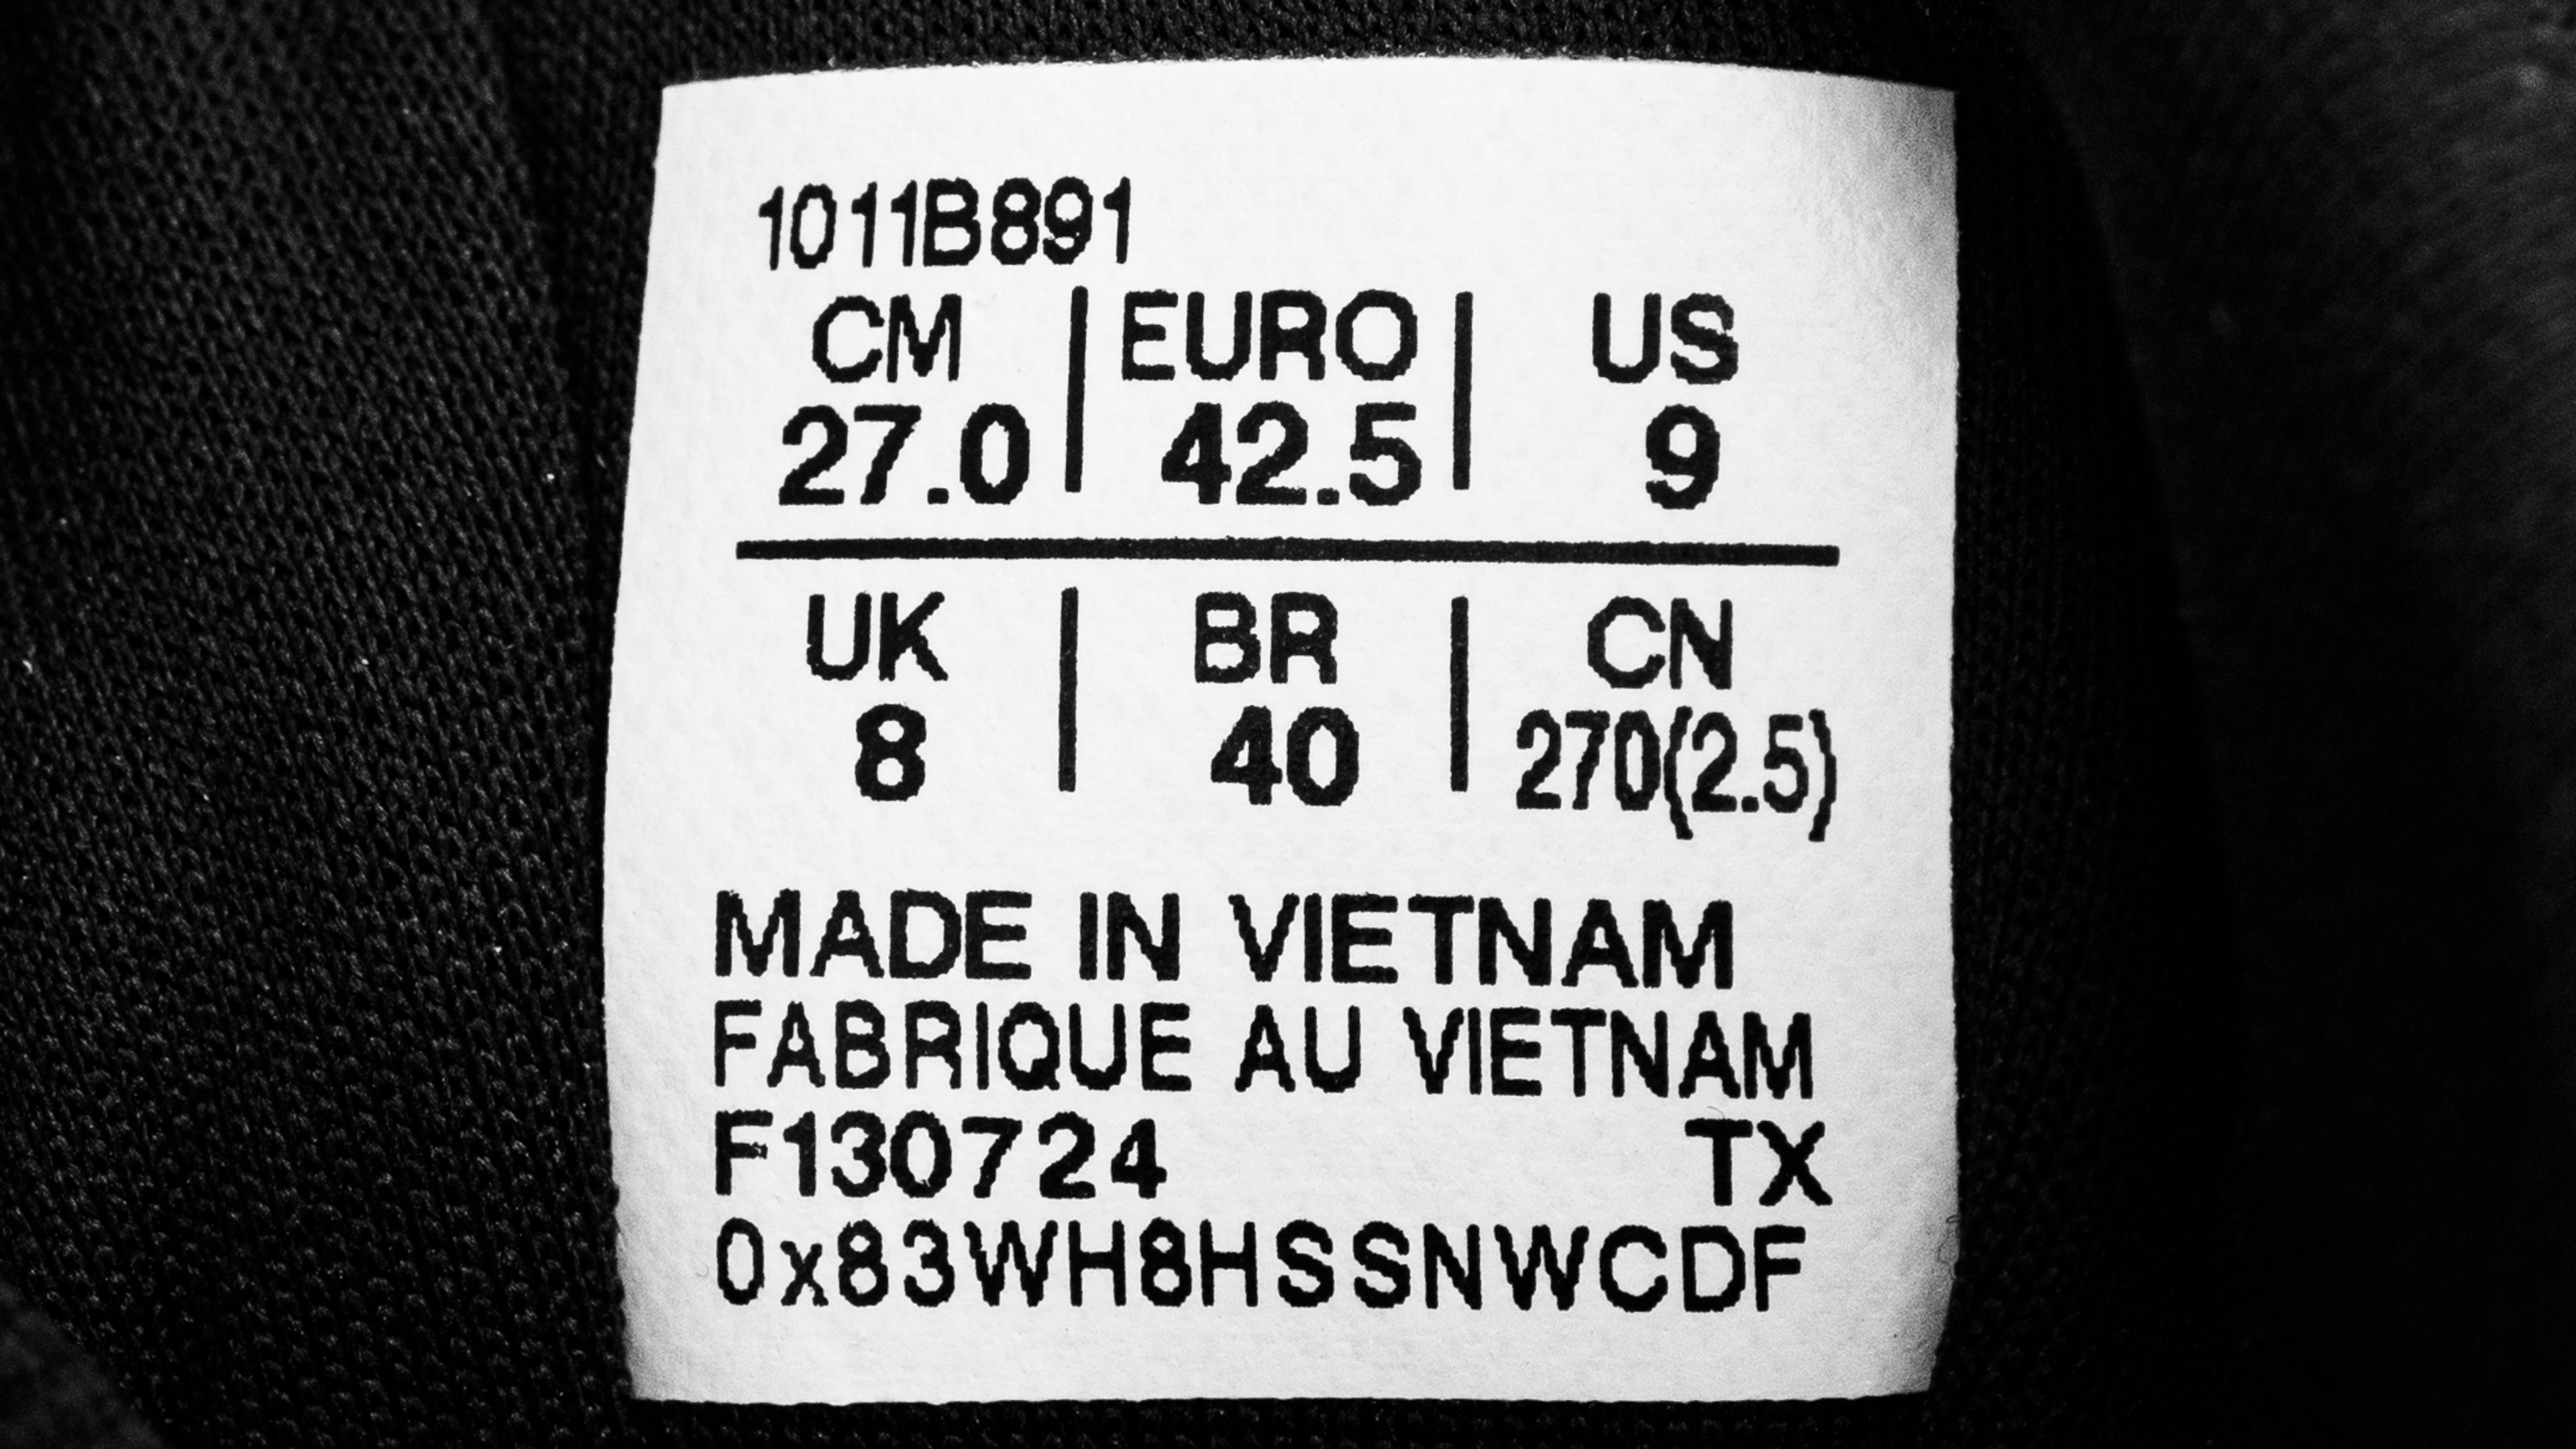 1011B891
CM | EURO | US
27.0 | 42.5 | 9
UK | BR | CN
8 | 40 | 270(2.5)
MADE IN VIETNAM
FABRIQUE AU VIETNAM
F130724 TX
0x83WH8HSSNWCDF